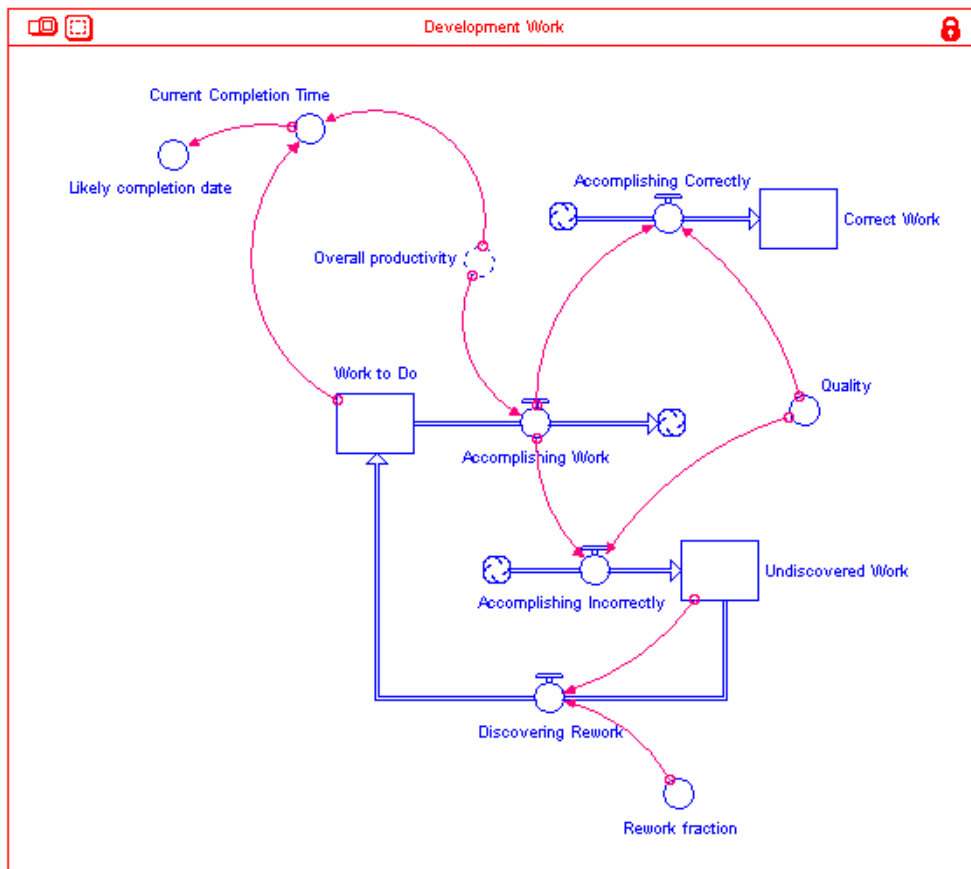 Development Work
Current Completion Time
Likely completion date
Accomplishing Correctly
Correct Work
Overall productivity
Work to Do
Quality
Accomplishing Work
Undiscovered Work
Accomplishing Incorrectly
Discovering Rework
Rework fraction